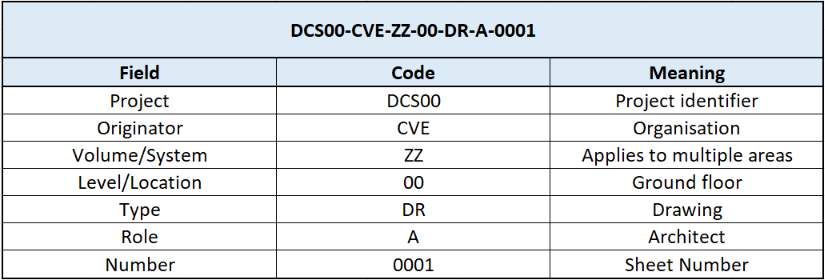 DCS00-CVE-ZZ-00-DR-A-0001
Field Code Meaning
Project DCS00 Project identifier
Originator CVE Organisation
Volume/System ZZ Applies to multiple areas
Level/Location 00 Ground floor
Type DR Drawing
Role A Architect
Number 0001 Sheet Number